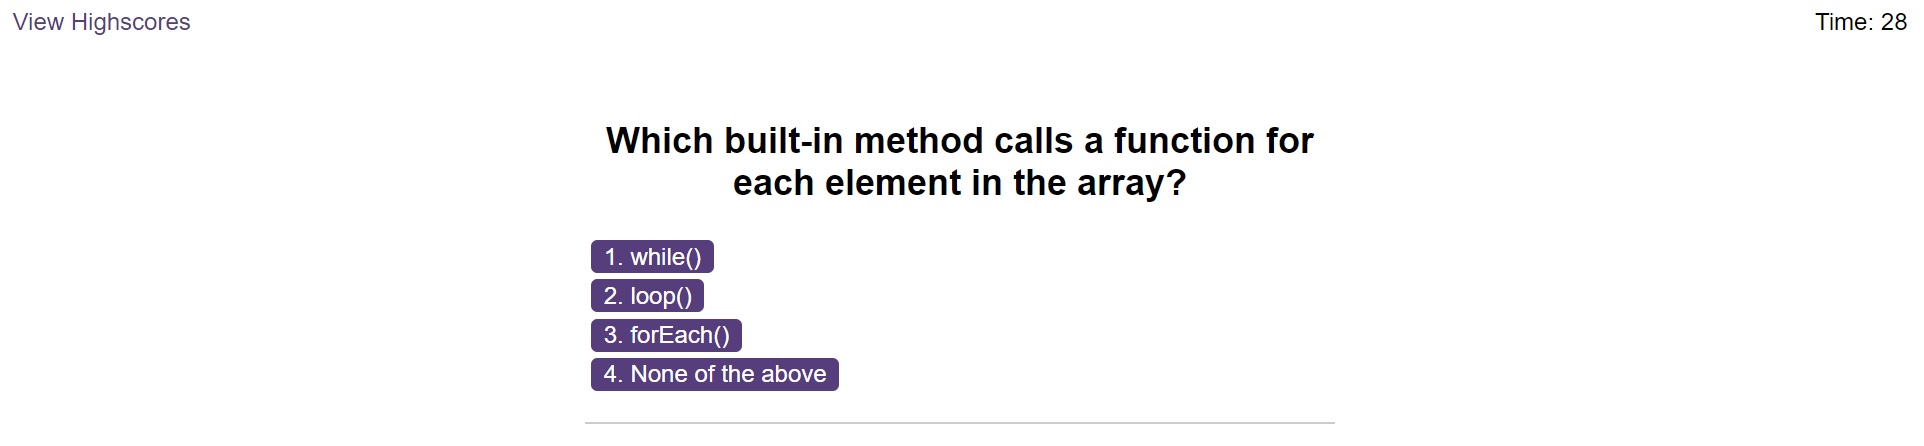 View Highscores
Time: 28
Which built-in method calls a function for
each element in the array?
1. while()
2. loop()
3. forEach()
4. None of the above